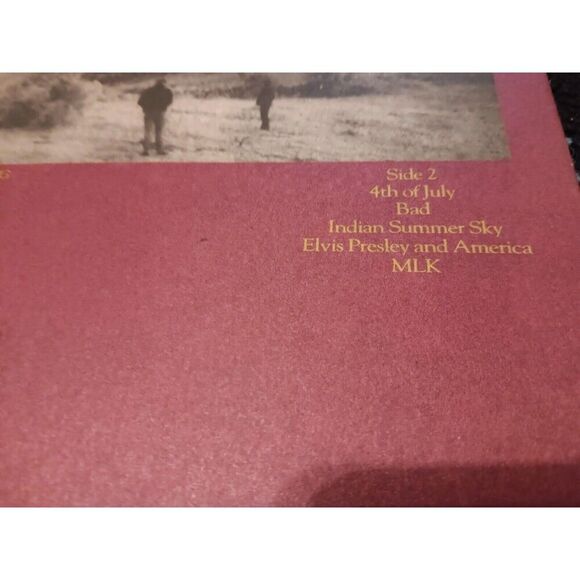 Side 2
4th of July
Bad
Indian Summer Sky
Elvis Presley and America
MLK